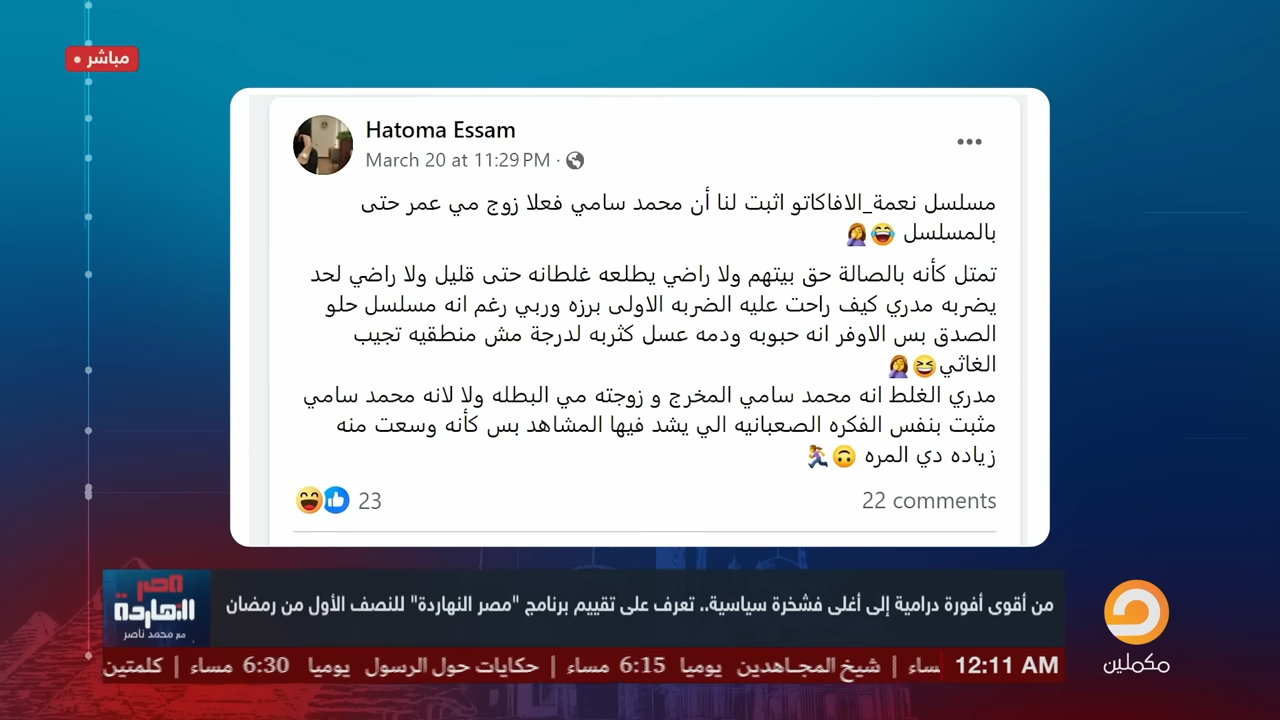 مباشر
Hatoma Essam
March 20 at 11:29 PM ·
مسلسل نعمة_الافاكاتو اثبت لنا أن محمد سامي فعلا زوج مي عمر حتى
بالمسلسل 😂🤦‍♀️
تمتل كأنه بالصالة حق بيتهم ولا راضي يطلعه غلطانه حتى قليل ولا راضي لحد
يضربه مدري كيف راحت عليه الضربه الاولى برزه وربي رغم انه مسلسل حلو
الصدق بس الاوفر انه حبوبه ودمه عسل كثربه لدرجة مش منطقيه تجيب
الغاثي😆🤦‍♀️
مدري الغلط انه محمد سامي المخرج و زوجته مي البطله ولا لانه محمد سامي
مثبت بنفس الفكره الصعبانيه الي يشد فيها المشاهد بس كأنه وسعت منه
زياده دي المره 🙃🏃‍♀️
23
22 comments
مصر
النهاردة
مع محمد ناصر
من أقوى أفورة درامية إلى أغلى فشخرة سياسية.. تعرف على تقييم برنامج "مصر النهاردة" للنصف الأول من رمضان
مكملين
12:11 AM
ـساء | شيخ المجـاهدين يوميا 6:15 مساء | حكايات حول الرسول يوميا 6:30 مساء | كلمتين